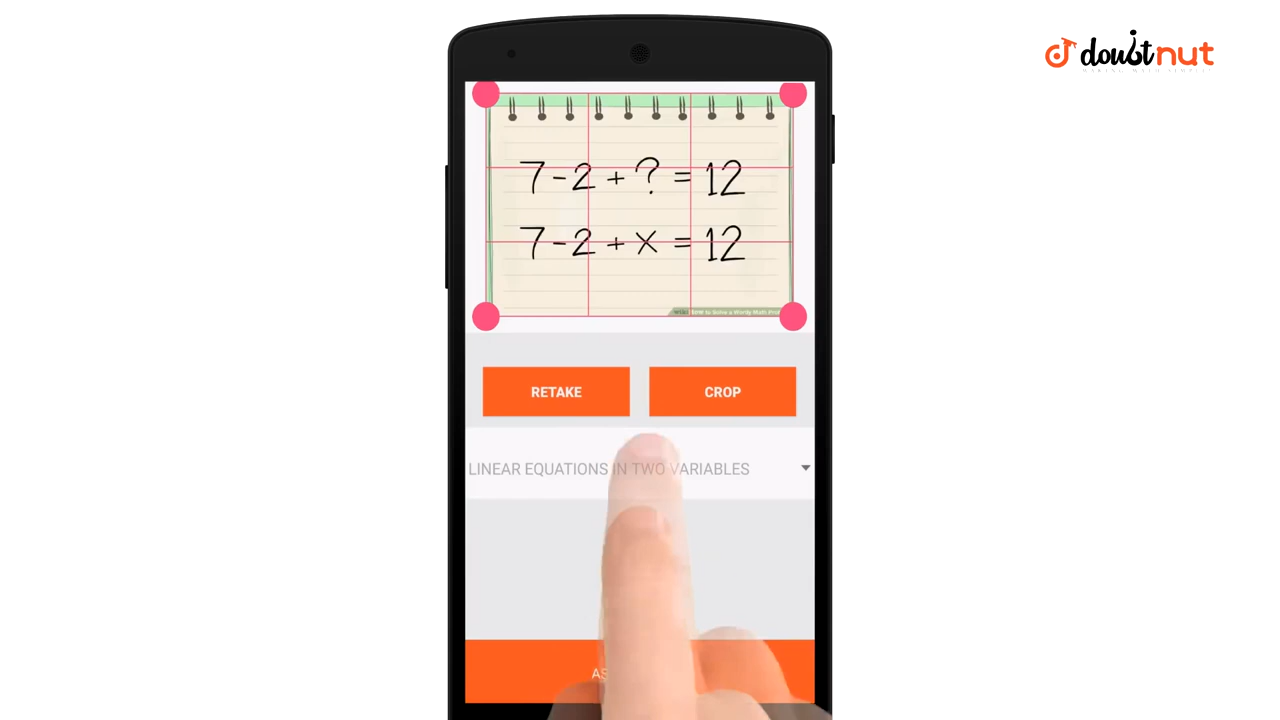 doubtnut
7-2+?=12
7-2+x=12
RETAKE
CROP
LINEAR EQUATIONS IN TWO VARIABLES